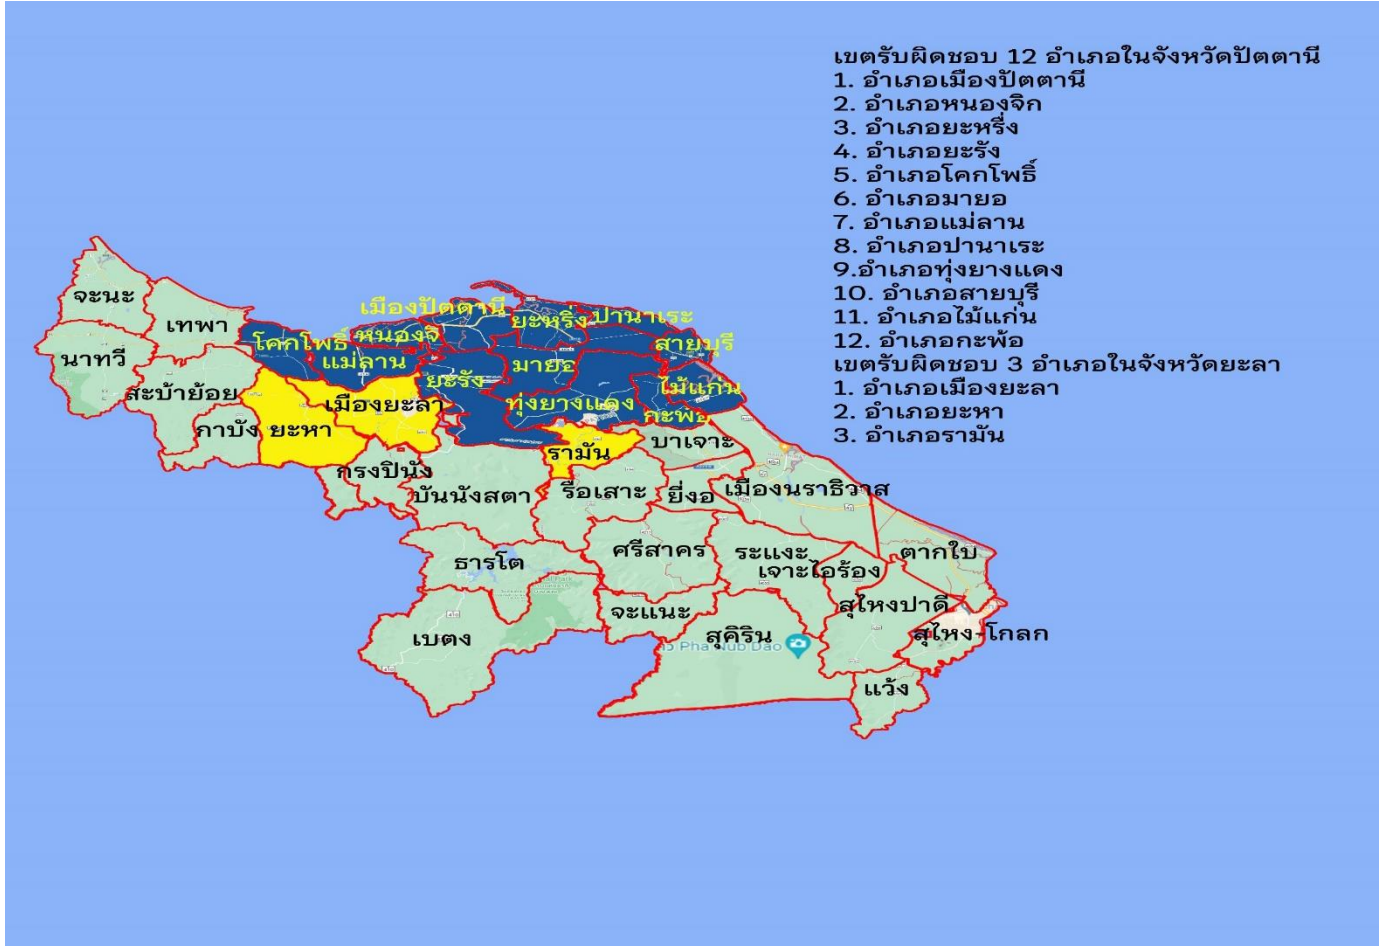 เขตรับผิดชอบ 12 อำเภอในจังหวัดปัตตานี
1. อำเภอเมืองปัตตานี
2. อำเภอหนองจิก
3. อำเภอยะหริ่ง
4. อำเภอยะรัง
5. อำเภอโคกโพธิ์
6. อำเภอมายอ
7. อำเภอแม่ลาน
8. อำเภอปานาเระ
9.อำเภอทุ่งยางแดง
10. อำเภอสายบุรี
11. อำเภอไม้แก่น
12. อำเภอกะพ้อ
เขตรับผิดชอบ 3 อำเภอในจังหวัดยะลา
1. อำเภอเมืองยะลา
2. อำเภอยะหา
3. อำเภอรามัน
จะนะ
เทพา
นาทวี
สะบ้าย้อย
กาบัง
ยะหา
เมืองยะลา
โคกโพธิ์
แม่ลาน
หนองจิ
เมืองปัตตานี
ยะหริ่ง
ปานาเระ
สายบุรี
ยะรัง
มายอ
ไม้แก่น
ทุ่งยางแดง
กะพ้อ
รามัน
บาเจาะ
กรงปินัง
บันนังสตา
รือเสาะ
ยี่งอ
เมืองนราธิวาส
ธารโต
ศรีสาคร
ระแงะ
เจาะไอร้อง
ตากใบ
เบตง
จะแนะ
สุคิริน
สุไหงปาดี
สุไหง-โกลก
แว้ง
Pha Nub Dao